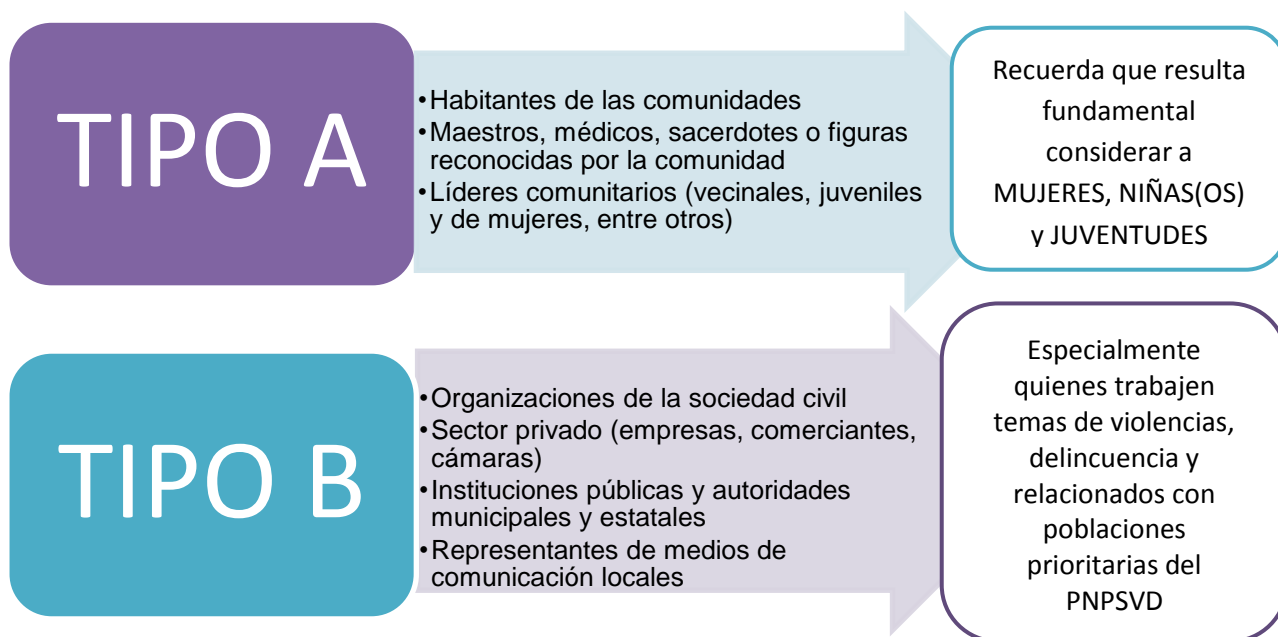 TIPO A
•Habitantes de las comunidades
•Maestros, médicos, sacerdotes o figuras
reconocidas por la comunidad
•Líderes comunitarios (vecinales, juveniles
y de mujeres, entre otros)
Recuerda que resulta
fundamental
considerar a
MUJERES, NIÑAS(OS)
y JUVENTUDES
TIPO B
•Organizaciones de la sociedad civil
•Sector privado (empresas, comerciantes,
cámaras)
•Instituciones públicas y autoridades
municipales y estatales
•Representantes de medios de
comunicación locales
Especialmente
quienes trabajen
temas de violencias,
delincuencia y
relacionados con
poblaciones
prioritarias del
PNPSVD